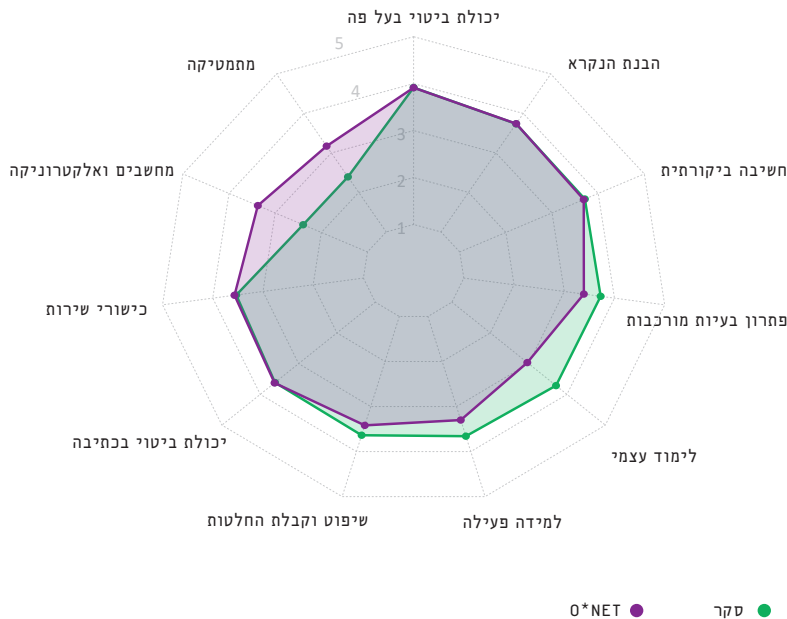 יכולת ביטוי בעל פה
הבנת הנקרא
חשיבה ביקורתית
פתרון בעיות מורכבות
לימוד עצמי
למידה פעילה
שיפוט וקבלת החלטות
יכולת ביטוי בכתיבה
כישורי שירות
מחשבים ואלקטרוניקה
מתמטיקה
5
4
3
2
1
סקר
O*NET